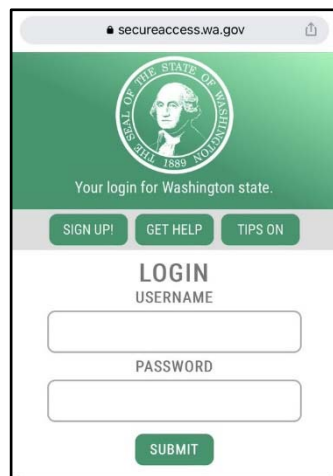 secureaccess.wa.gov
THE SEAL OF THE STATE OF WASHINGTON
1889
Your login for Washington state.
SIGN UP! GET HELP TIPS ON
LOGIN
USERNAME
PASSWORD
SUBMIT